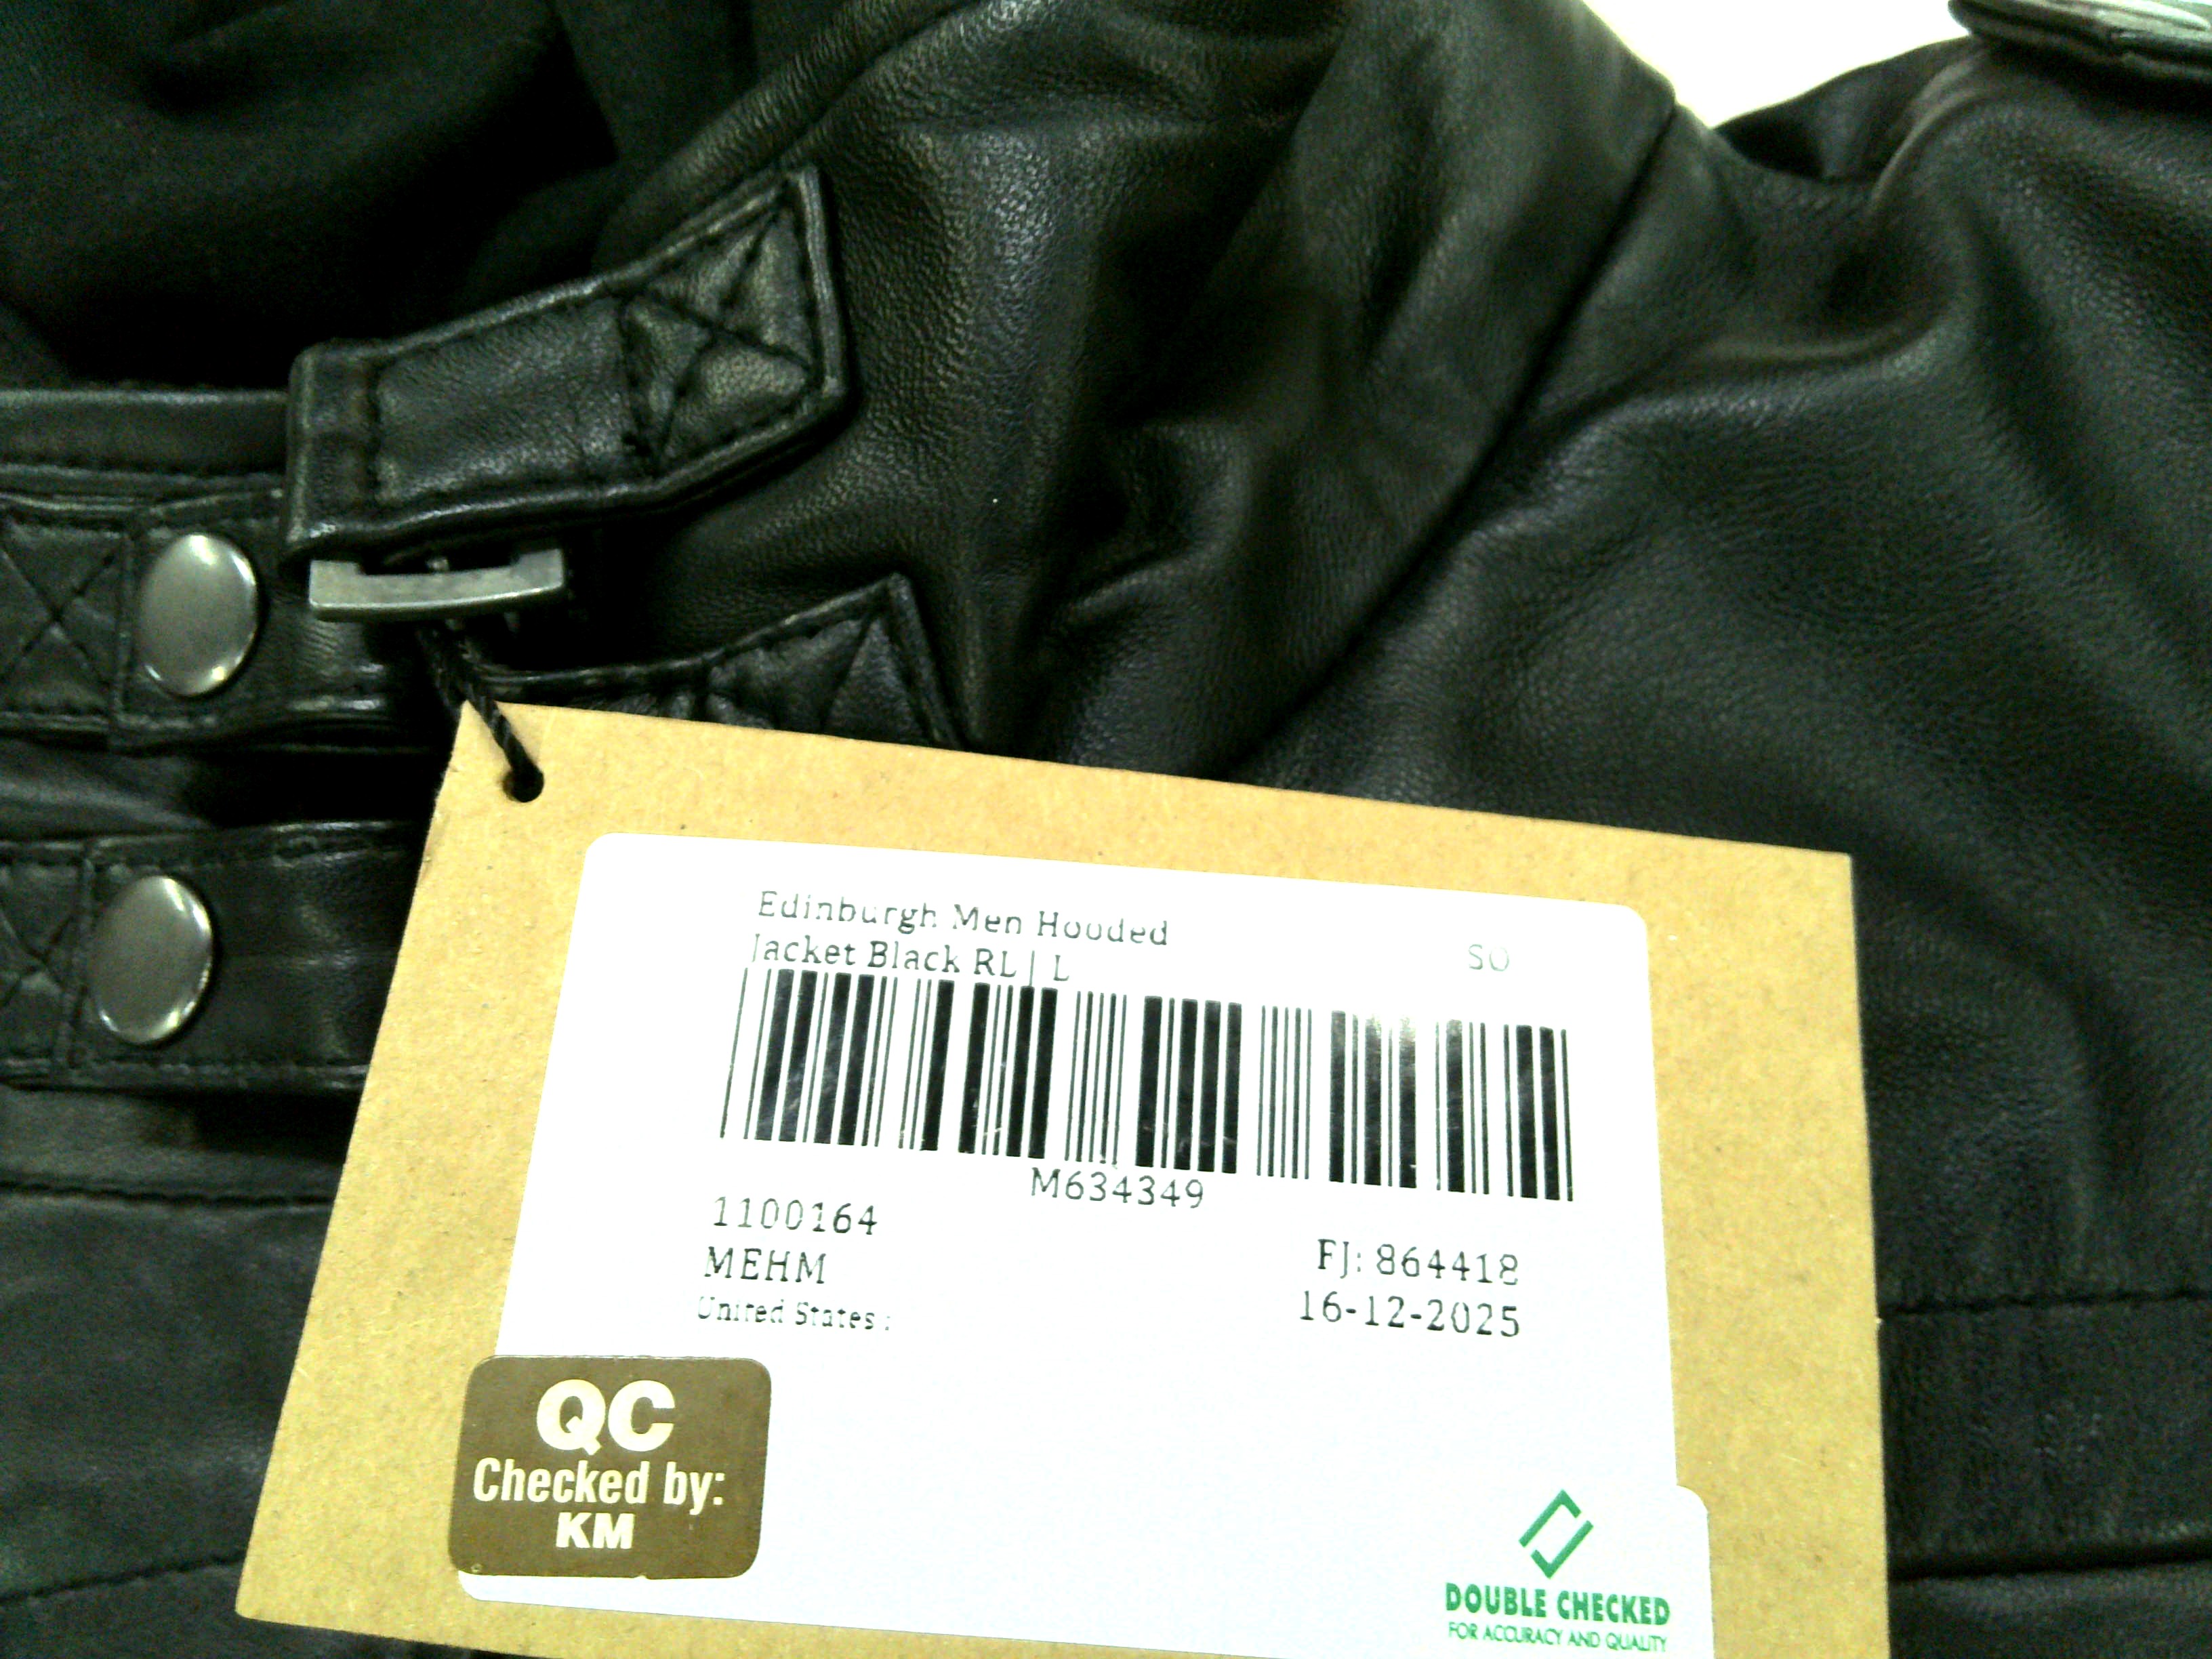 Edinburgh Men Hooded
Jacket Black RL | L
SO
M634349
1100164
MEHM
United States :
FJ: 864418
16-12-2025
QC
Checked by:
KM
DOUBLE CHECKED
FOR ACCURACY AND QUALITY